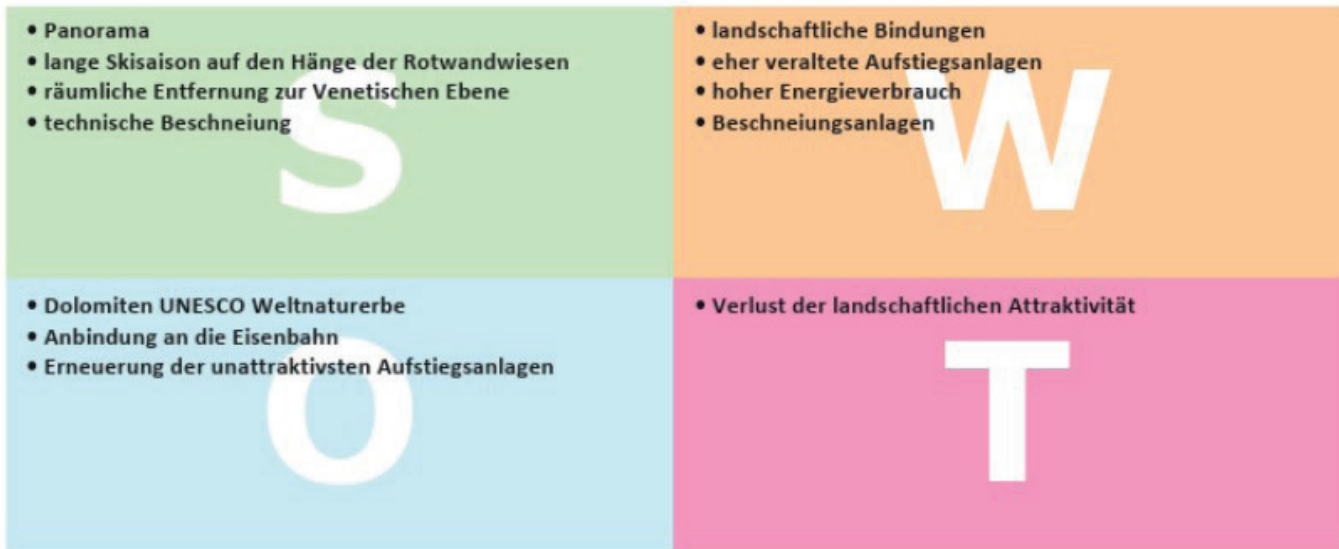 • Panorama
• lange Skisaison auf den Hänge der Rotwandwiesen
• räumliche Entfernung zur Venetischen Ebene
• technische Beschneiung
S
• landschaftliche Bindungen
• eher veraltete Aufstiegsanlagen
• hoher Energieverbrauch
• Beschneiungsanlagen
W
• Dolomiten UNESCO Weltnaturerbe
• Anbindung an die Eisenbahn
• Erneuerung der unattraktivsten Aufstiegsanlagen
O
• Verlust der landschaftlichen Attraktivität
T